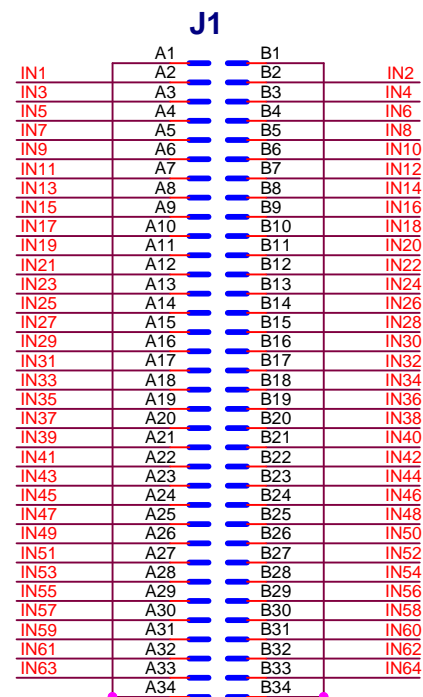 J1
A1 B1
IN1 A2 B2 IN2
IN3 A3 B3 IN4
IN5 A4 B4 IN6
IN7 A5 B5 IN8
IN9 A6 B6 IN10
IN11 A7 B7 IN12
IN13 A8 B8 IN14
IN15 A9 B9 IN16
IN17 A10 B10 IN18
IN19 A11 B11 IN20
IN21 A12 B12 IN22
IN23 A13 B13 IN24
IN25 A14 B14 IN26
IN27 A15 B15 IN28
IN29 A16 B16 IN30
IN31 A17 B17 IN32
IN33 A18 B18 IN34
IN35 A19 B19 IN36
IN37 A20 B20 IN38
IN39 A21 B21 IN40
IN41 A22 B22 IN42
IN43 A23 B23 IN44
IN45 A24 B24 IN46
IN47 A25 B25 IN48
IN49 A26 B26 IN50
IN51 A27 B27 IN52
IN53 A28 B28 IN54
IN55 A29 B29 IN56
IN57 A30 B30 IN58
IN59 A31 B31 IN60
IN61 A32 B32 IN62
IN63 A33 B33 IN64
A34 B34